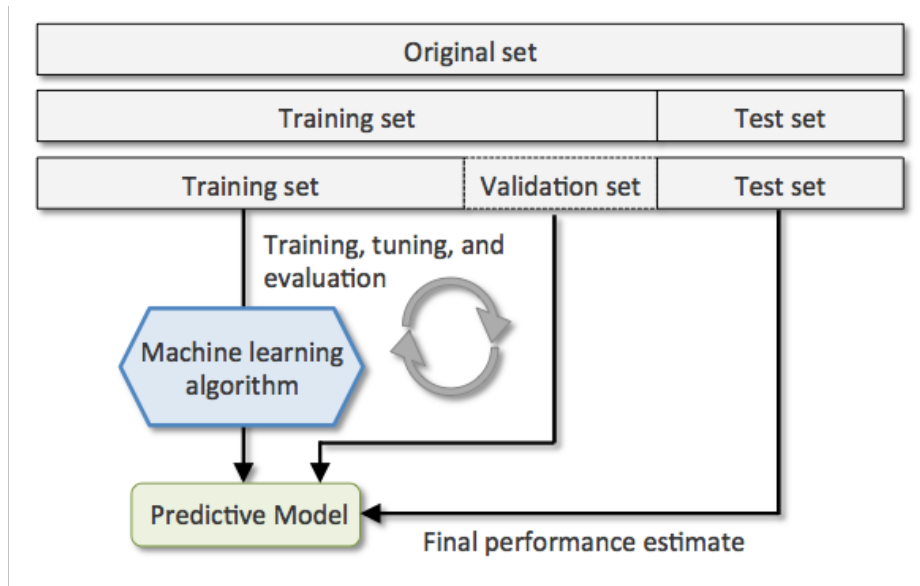 Original set
Training set
Test set
Training set
Validation set
Test set
Training, tuning, and
evaluation
Machine learning
algorithm
Predictive Model
Final performance estimate